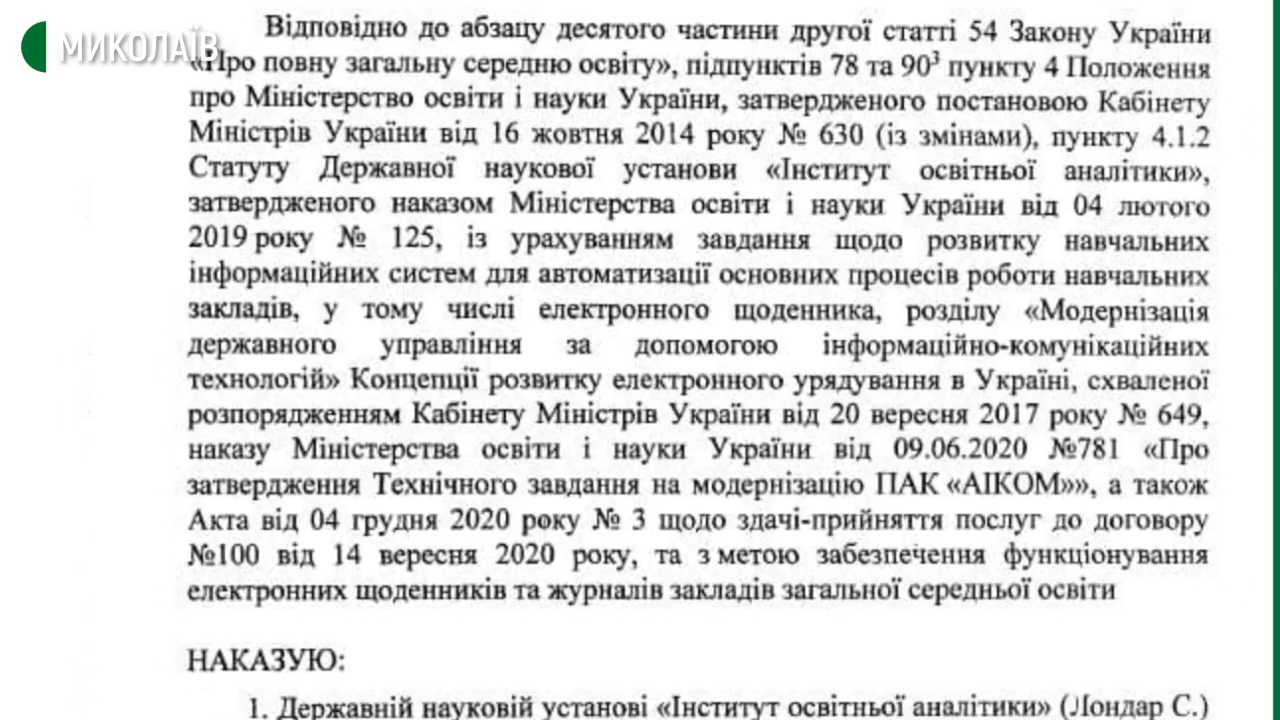 МИКОЛАЇВ
Відповідно до абзацу десятого частини другої статті 54 Закону України
«Про повну загальну середню освіту», підпунктів 78 та 90³ пункту 4 Положення
про Міністерство освіти і науки України, затвердженого постановою Кабінету
Міністрів України від 16 жовтня 2014 року № 630 (із змінами), пункту 4.1.2
Статуту Державної наукової установи «Інститут освітньої аналітики»,
затвердженого наказом Міністерства освіти і науки України від 04 лютого
2019 року № 125, із урахуванням завдання щодо розвитку навчальних
інформаційних систем для автоматизації основних процесів роботи навчальних
закладів, у тому числі електронного щоденника, розділу «Модернізація
державного управління за допомогою інформаційно-комунікаційних
технологій» Концепції розвитку електронного урядування в Україні, схваленої
розпорядженням Кабінету Міністрів України від 20 вересня 2017 року № 649,
наказу Міністерства освіти і науки України від 09.06.2020 №781 «Про
затвердження Технічного завдання на модернізацію ПАК «АІКОМ»», а також
Акта від 04 грудня 2020 року № 3 щодо здачі-прийняття послуг до договору
№100 від 14 вересня 2020 року, та з метою забезпечення функціонування
електронних щоденників та журналів закладів загальної середньої освіти
НАКАЗУЮ:
1. Державній науковій установі «Інститут освітньої аналітики» (Лондар С.)